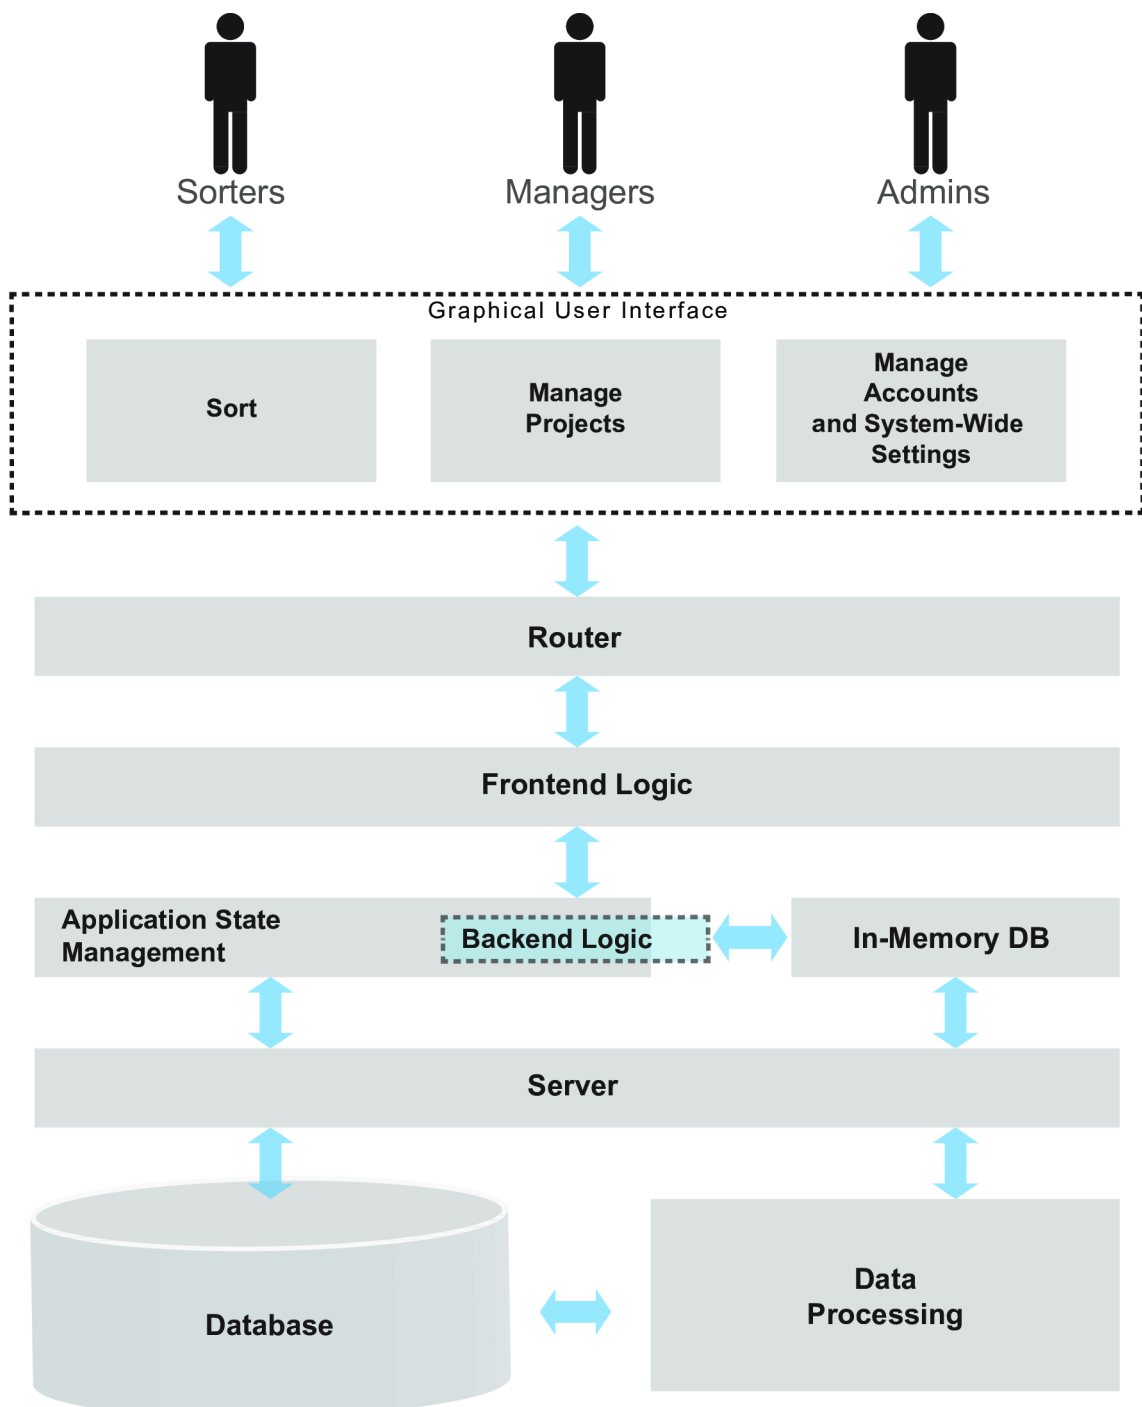 Sorters
Managers
Admins
Graphical User Interface
Sort
Manage
Projects
Manage
Accounts
and System-Wide
Settings
Router
Frontend Logic
Application State
Management
Backend Logic
In-Memory DB
Server
Database
Data
Processing